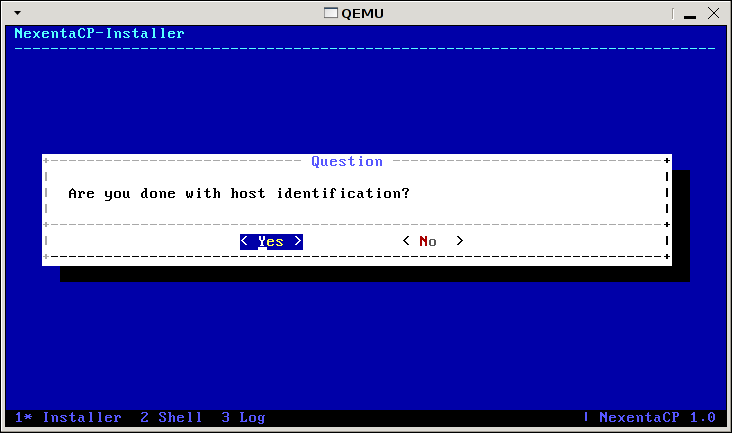 QEMU
NexentaCP-Installer
Question
Are you done with host identification?
< Yes > < No >
1* Installer 2 Shell 3 Log | NexentaCP 1.0